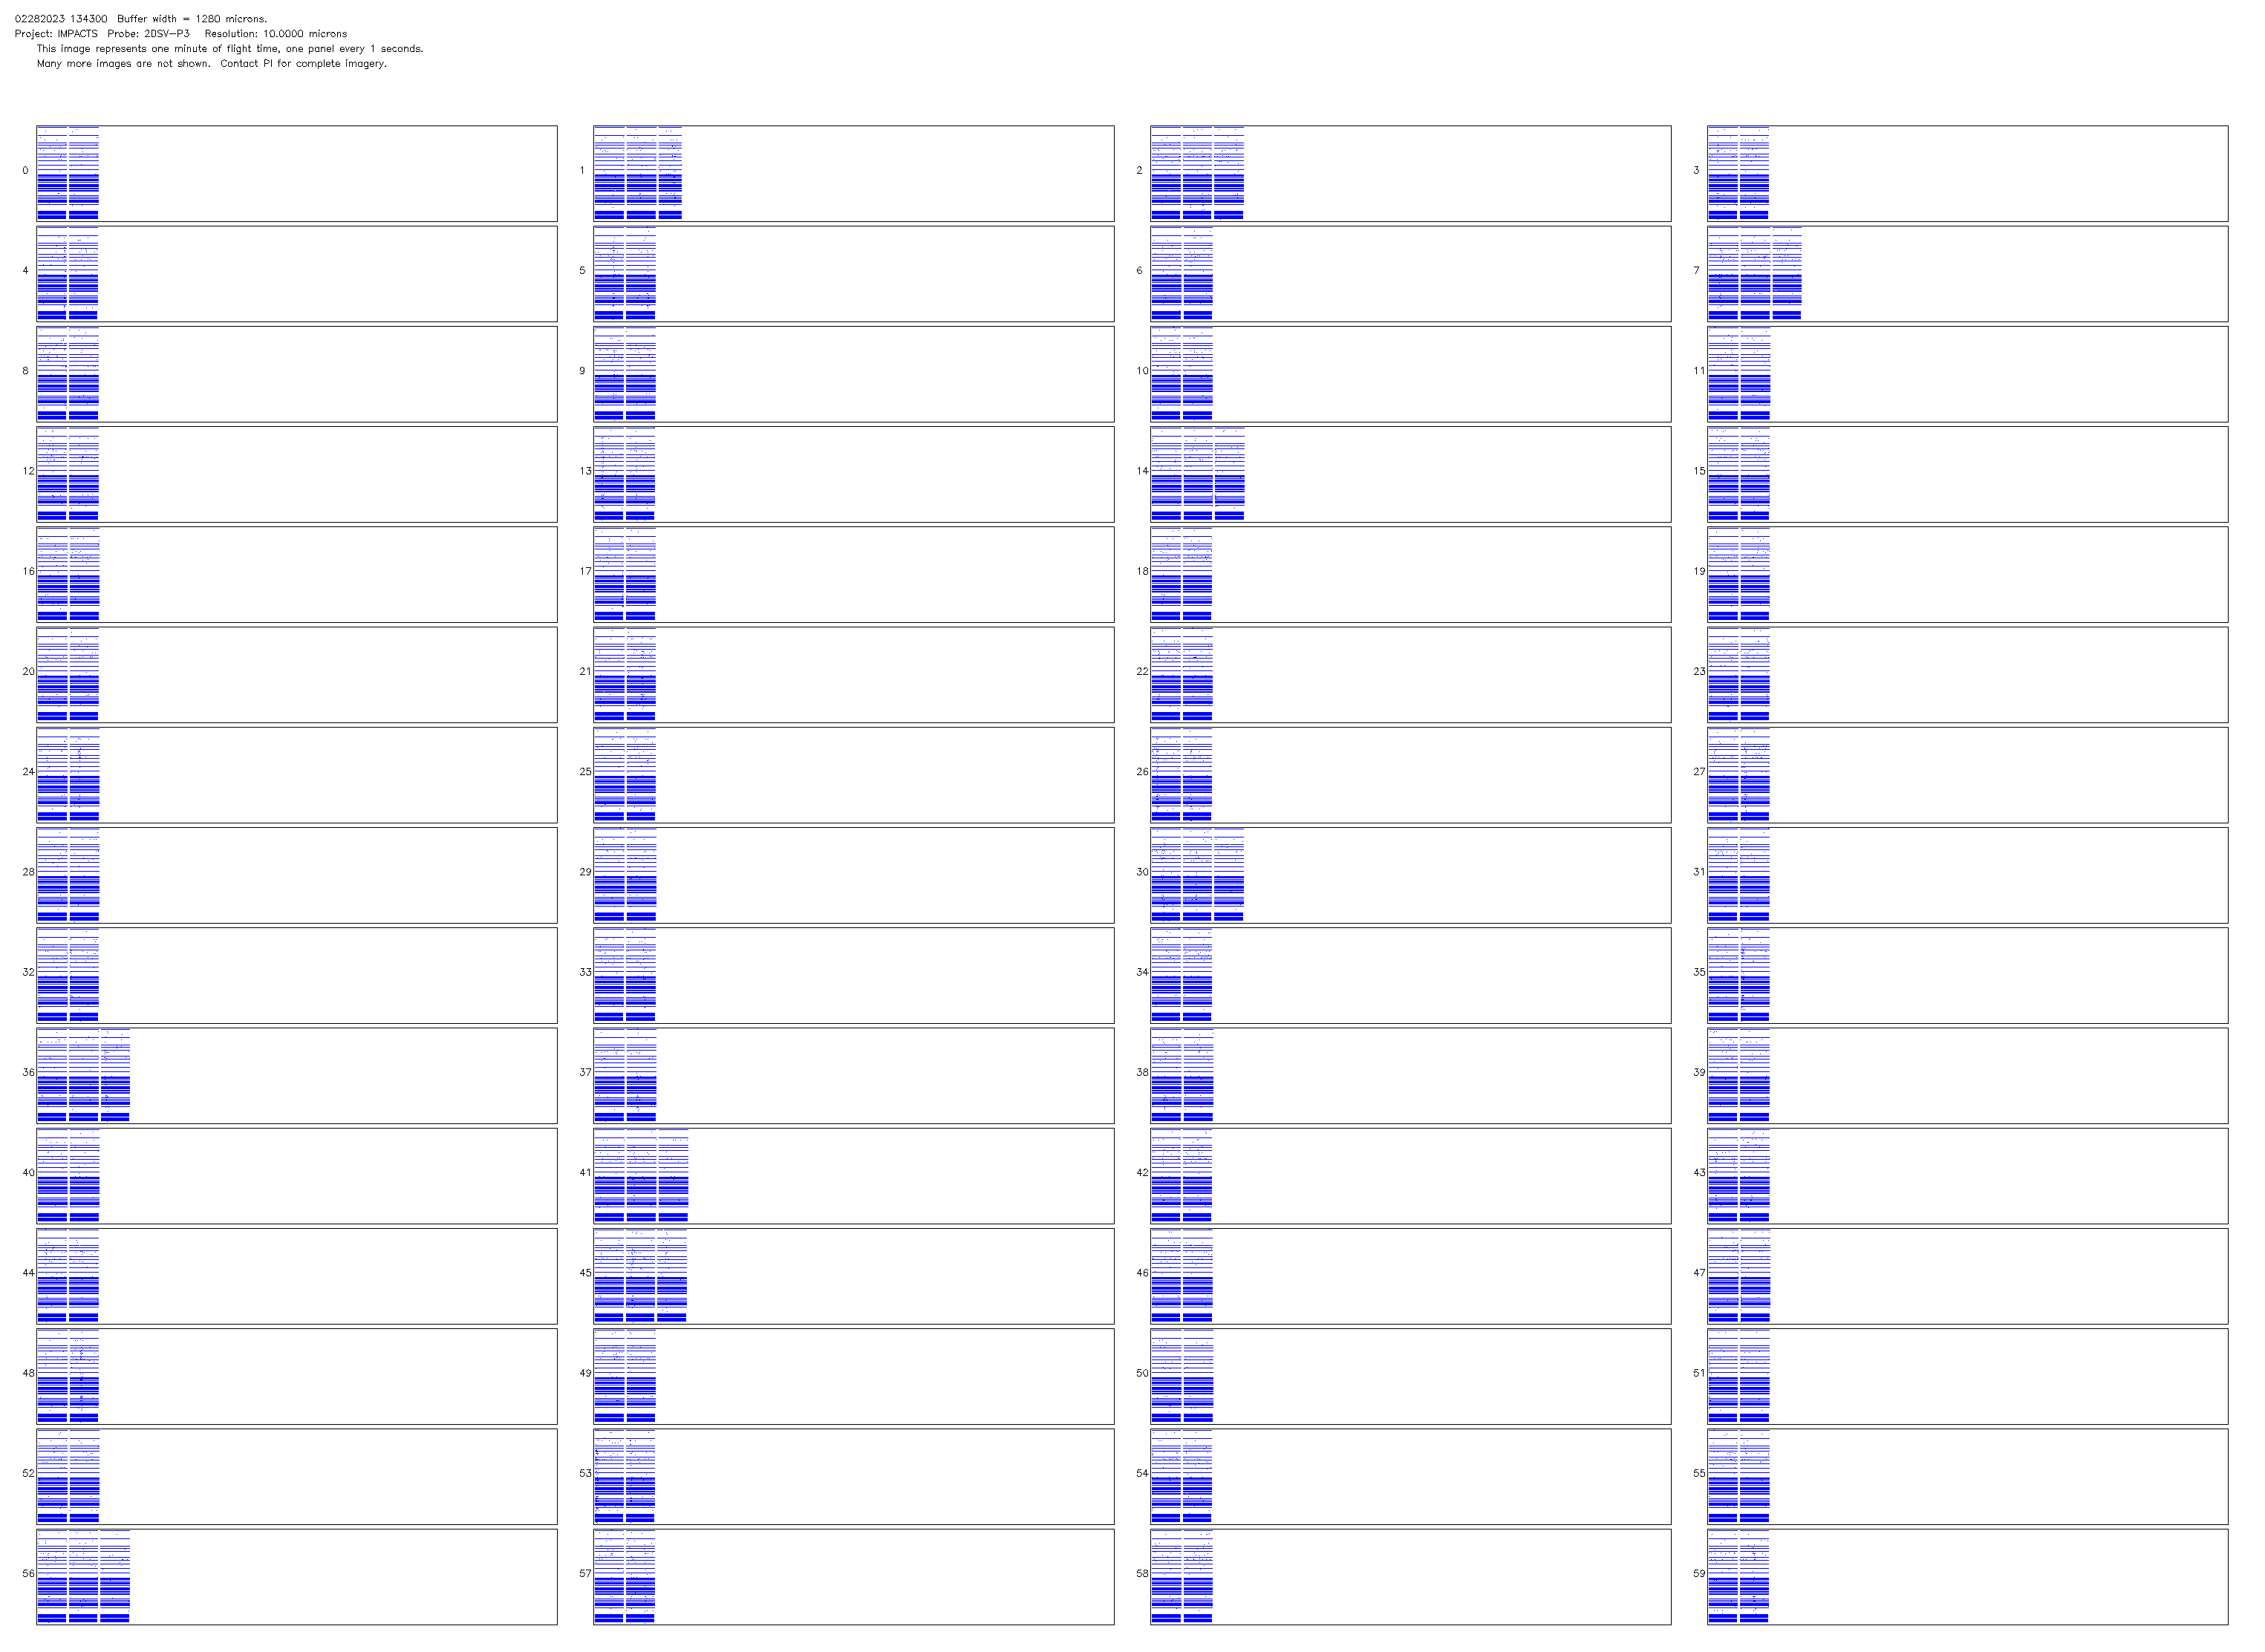 02282023 134300  Buffer width = 1280 microns.
Project: IMPACTS  Probe: 2DSV-P3   Resolution: 10.0000 microns
This image represents one minute of flight time, one panel every 1 seconds.
Many more images are not shown.  Contact PI for complete imagery.
0 1 2 3
4 5 6 7
8 9 10 11
12 13 14 15
16 17 18 19
20 21 22 23
24 25 26 27
28 29 30 31
32 33 34 35
36 37 38 39
40 41 42 43
44 45 46 47
48 49 50 51
52 53 54 55
56 57 58 59